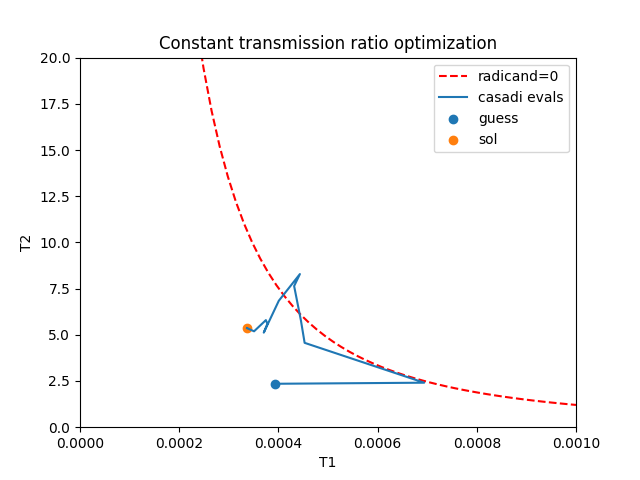 Constant transmission ratio optimization
radicand=0
casadi evals
guess
sol
T2
20.0
17.5
15.0
12.5
10.0
7.5
5.0
2.5
0.0
0.0000 0.0002 0.0004 0.0006 0.0008 0.0010
T1